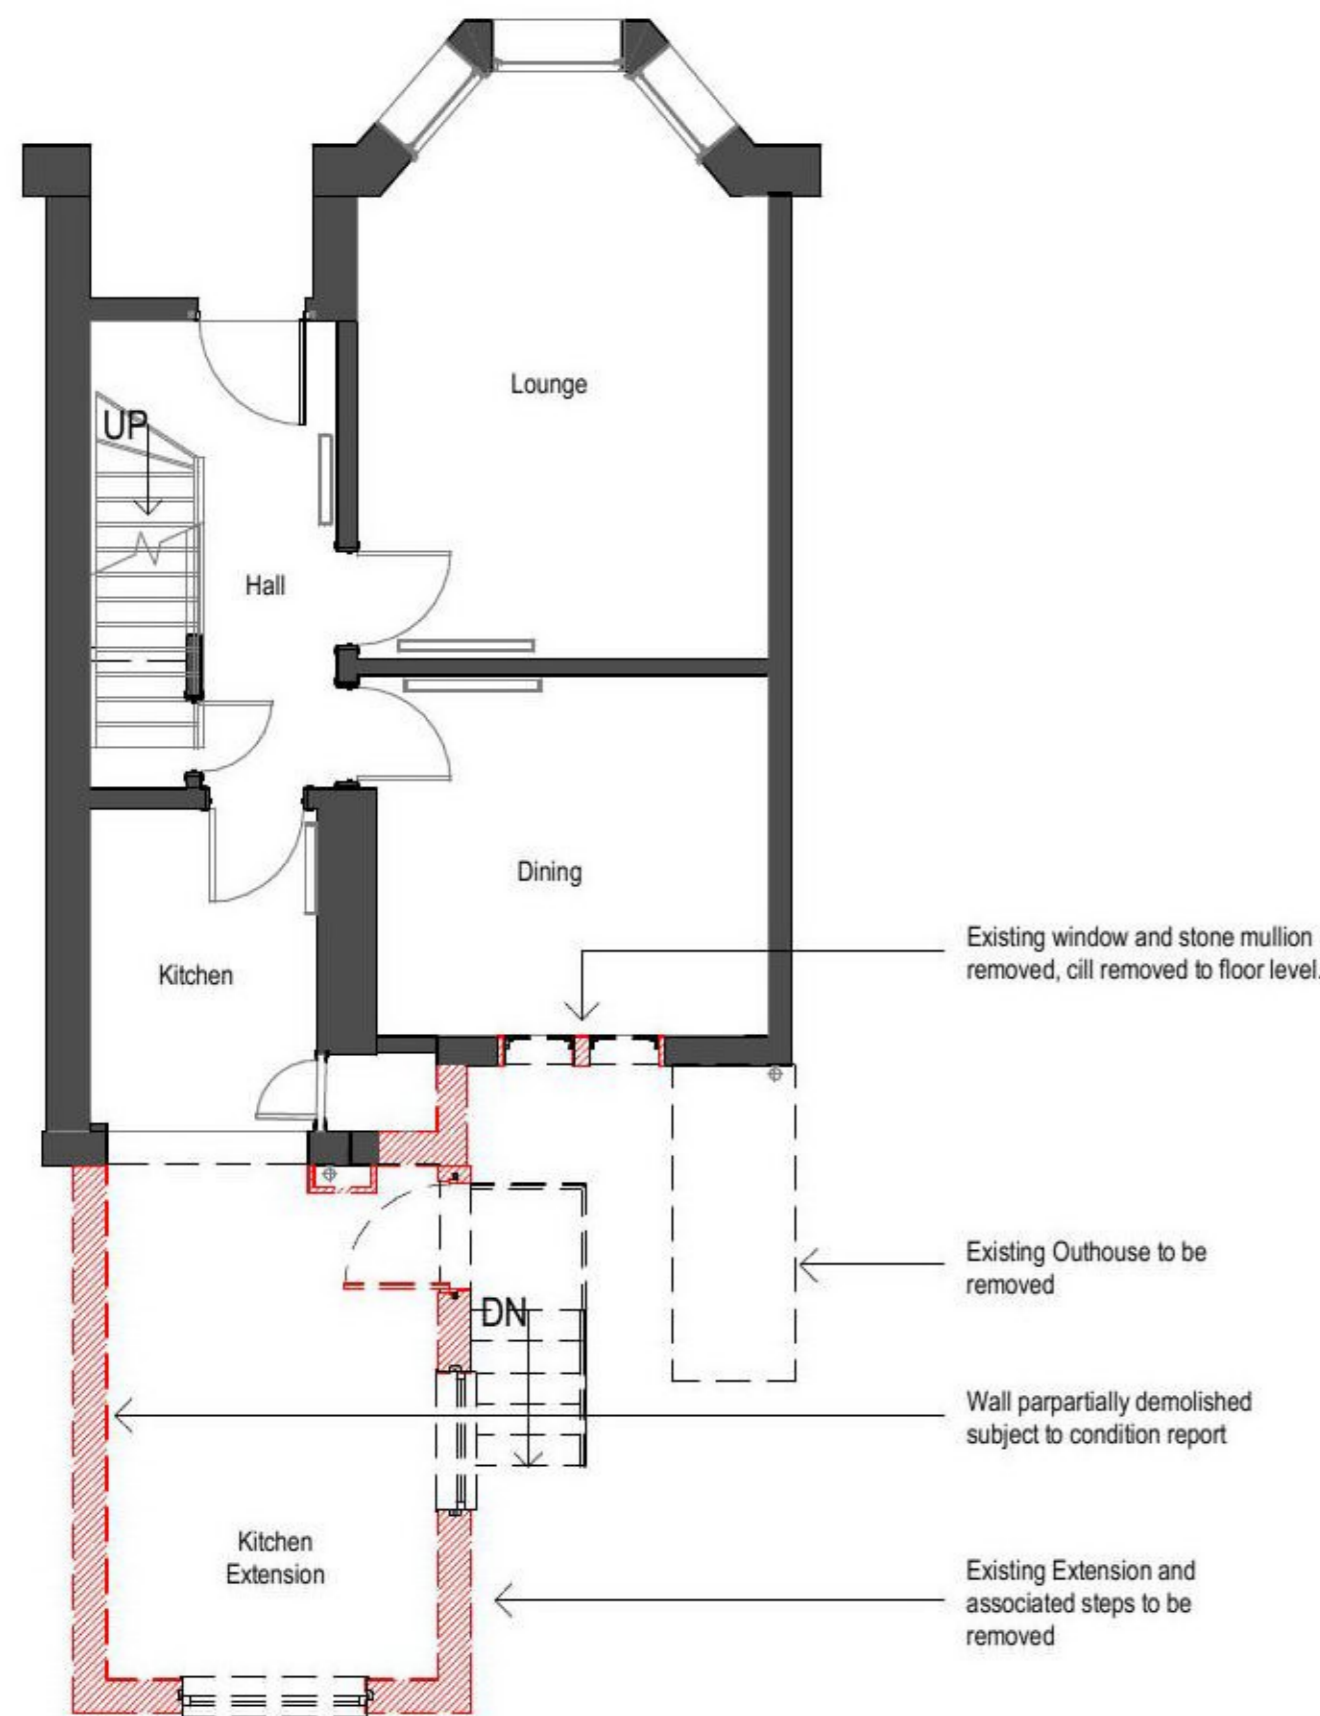 Lounge
UP
Hall
Dining
Existing window and stone mullion
removed, cill removed to floor level.
Kitchen
Existing Outhouse to be
removed
DN
Wall parpartially demolished
subject to condition report
Kitchen
Extension
Existing Extension and
associated steps to be
removed